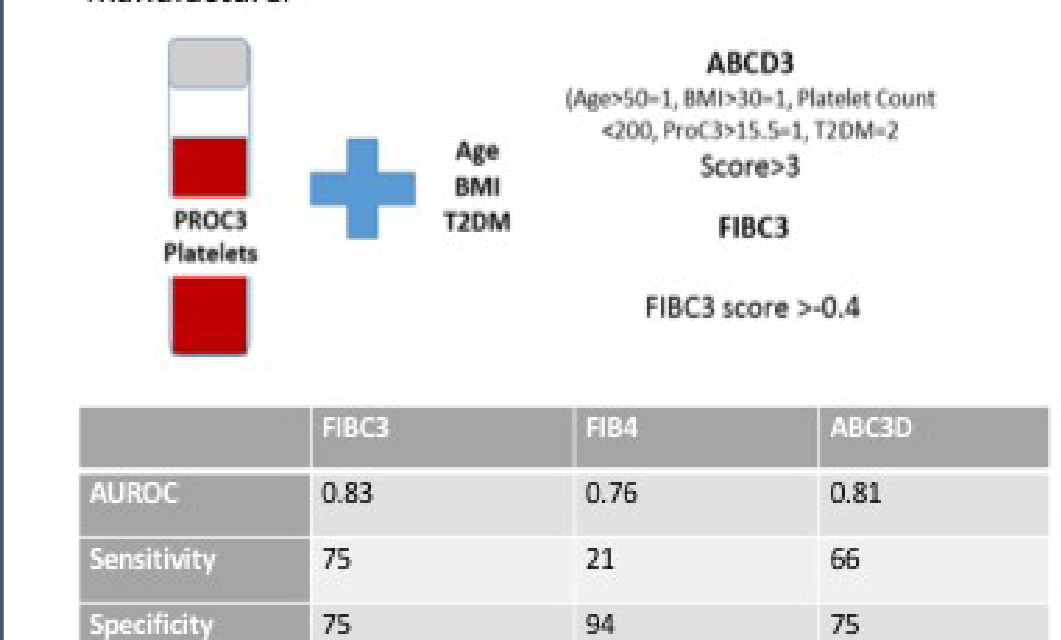 PROC3
Platelets
Age
BMI
T2DM
ABCD3
(Age>50=1, BMI>30=1, Platelet Count
<200, ProC3>15.5=1, T2DM=2
Score>3
FIBC3
FIBC3 score >-0.4
FIBC3 FIB4 ABC3D
AUROC 0.83 0.76 0.81
Sensitivity 75 21 66
Specificity 75 94 75